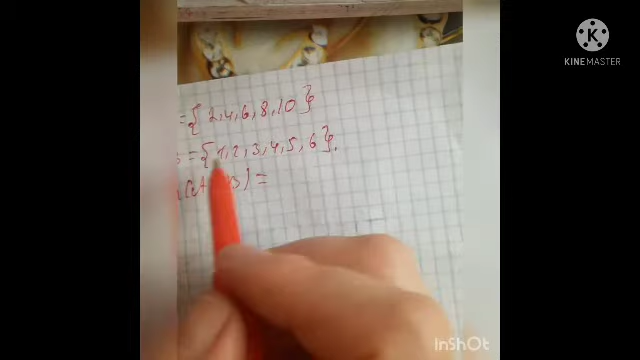 ={2,4,6,8,10}
={1,2,3,4,5,6}.
)=
K
KINEMASTER
InShOt